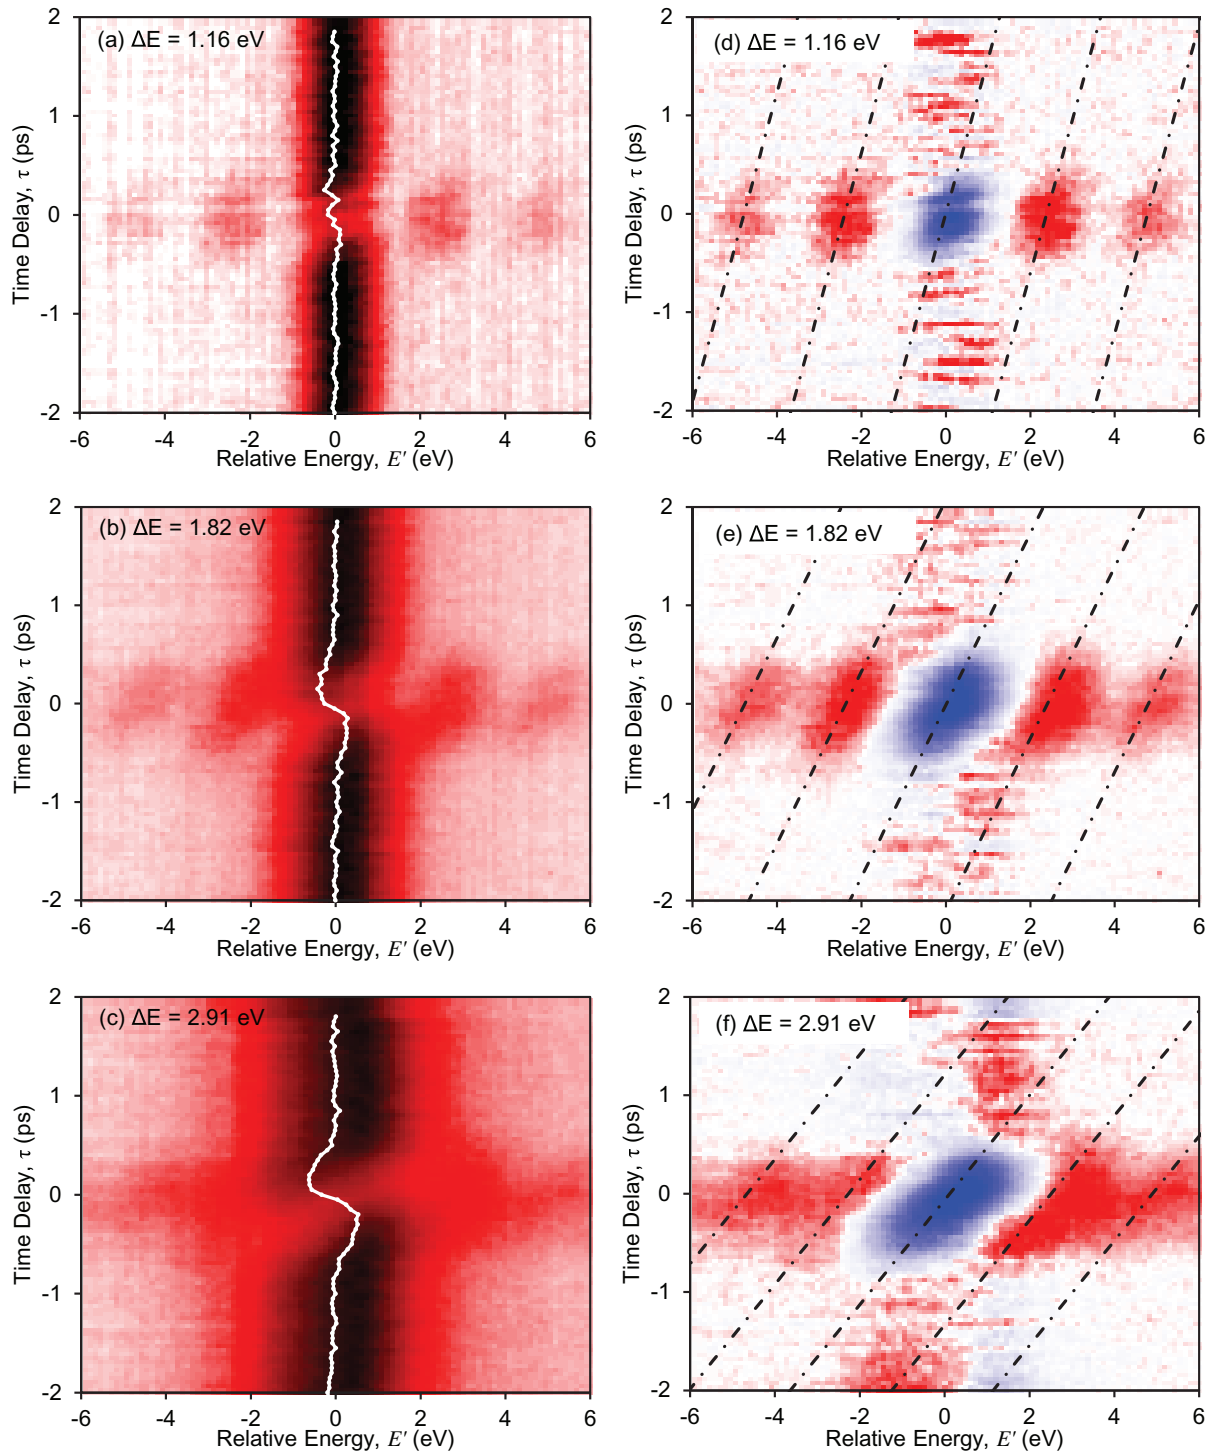 (a) ΔE = 1.16 eV
2
1
0
-1
-2
Time Delay, τ (ps)
-6 -4 -2 0 2 4 6
Relative Energy, E′ (eV)
(d) ΔE = 1.16 eV
2
1
0
-1
-2
Time Delay, τ (ps)
-6 -4 -2 0 2 4 6
Relative Energy, E′ (eV)
(b) ΔE = 1.82 eV
2
1
0
-1
-2
Time Delay, τ (ps)
-6 -4 -2 0 2 4 6
Relative Energy, E′ (eV)
(e) ΔE = 1.82 eV
2
1
0
-1
-2
Time Delay, τ (ps)
-6 -4 -2 0 2 4 6
Relative Energy, E′ (eV)
(c) ΔE = 2.91 eV
2
1
0
-1
-2
Time Delay, τ (ps)
-6 -4 -2 0 2 4 6
Relative Energy, E′ (eV)
(f) ΔE = 2.91 eV
2
1
0
-1
-2
Time Delay, τ (ps)
-6 -4 -2 0 2 4 6
Relative Energy, E′ (eV)